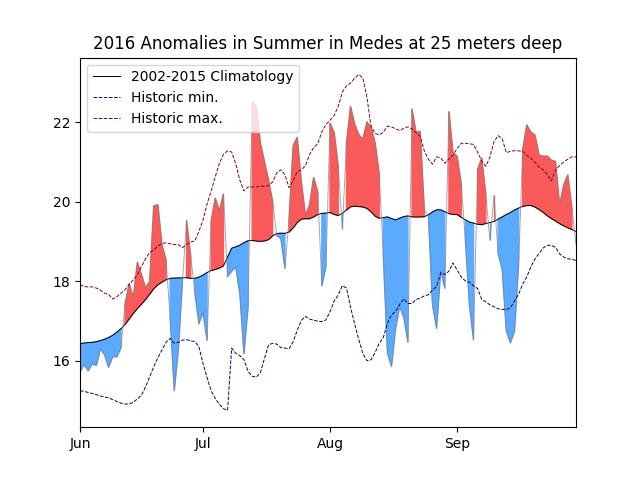 2016 Anomalies in Summer in Medes at 25 meters deep
2002-2015 Climatology
Historic min.
Historic max.
22
20
18
16
Jun Jul Aug Sep